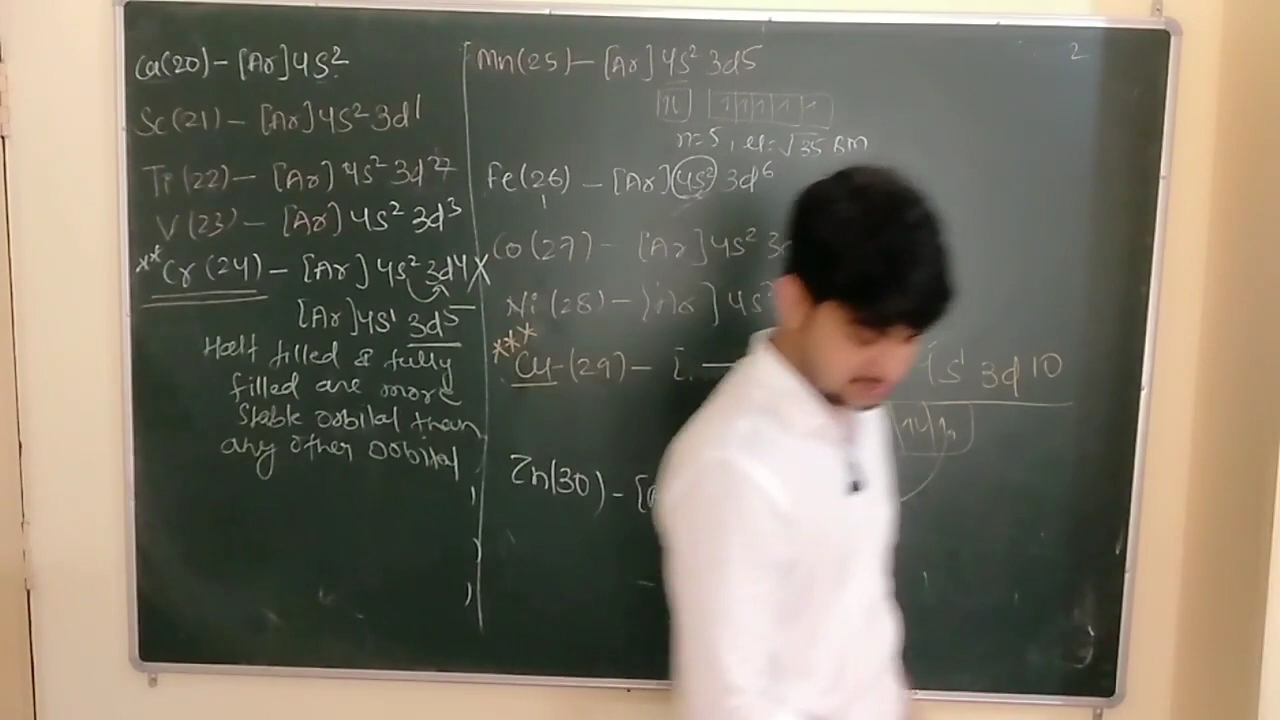 Ca(20) - [Ar] 4s²
Sc(21) - [Ar] 4s² 3d¹
Ti(22) - [Ar] 4s² 3d²
V(23) - [Ar] 4s² 3d³
** Cr(24) - [Ar] 4s² 3d4 X
[Ar] 4s¹ 3d⁵
Half filled & fully
filled are more
stable orbital than
any other orbital
Mn(25) - [Ar] 4s² 3d5
n=5, μ=√35 BM
Fe(26) - [Ar] 4s² 3d⁶
Co(27) - [Ar] 4s² 3d
Ni(28) - [Ar] 4s²
*** Cu-(29) - [ 4s¹ 3d10
Zn(30) - [A
2